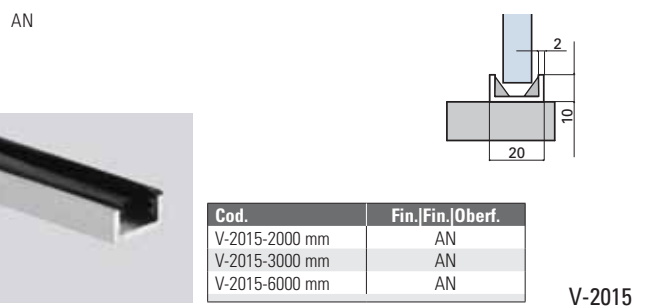 AN
2
10
20
Cod. Fin.|Fin.|Oberf.
V-2015-2000 mm AN
V-2015-3000 mm AN
V-2015-6000 mm AN
V-2015